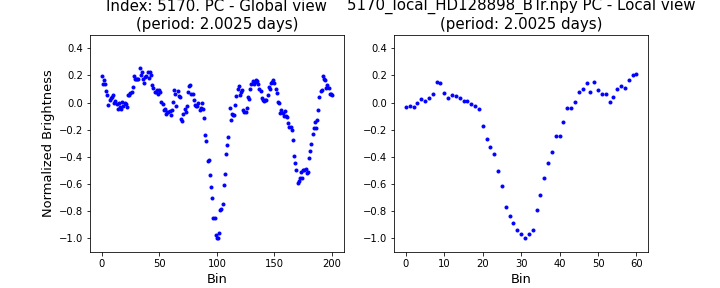 Index: 5170. PC - Global view
(period: 2.0025 days)
5170_local_HD128898_BTfr.npy PC - Local view
(period: 2.0025 days)
Normalized Brightness
0.4
0.2
0.0
−0.2
−0.4
−0.6
−0.8
−1.0
0 50 100 150 200
Bin
0.4
0.2
0.0
−0.2
−0.4
−0.6
−0.8
−1.0
0 10 20 30 40 50 60
Bin